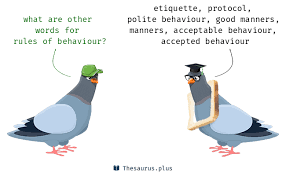 what are other
words for
rules of behaviour?
etiquette, protocol,
polite behaviour, good manners,
manners, acceptable behaviour,
accepted behaviour
Thesaurus.plus